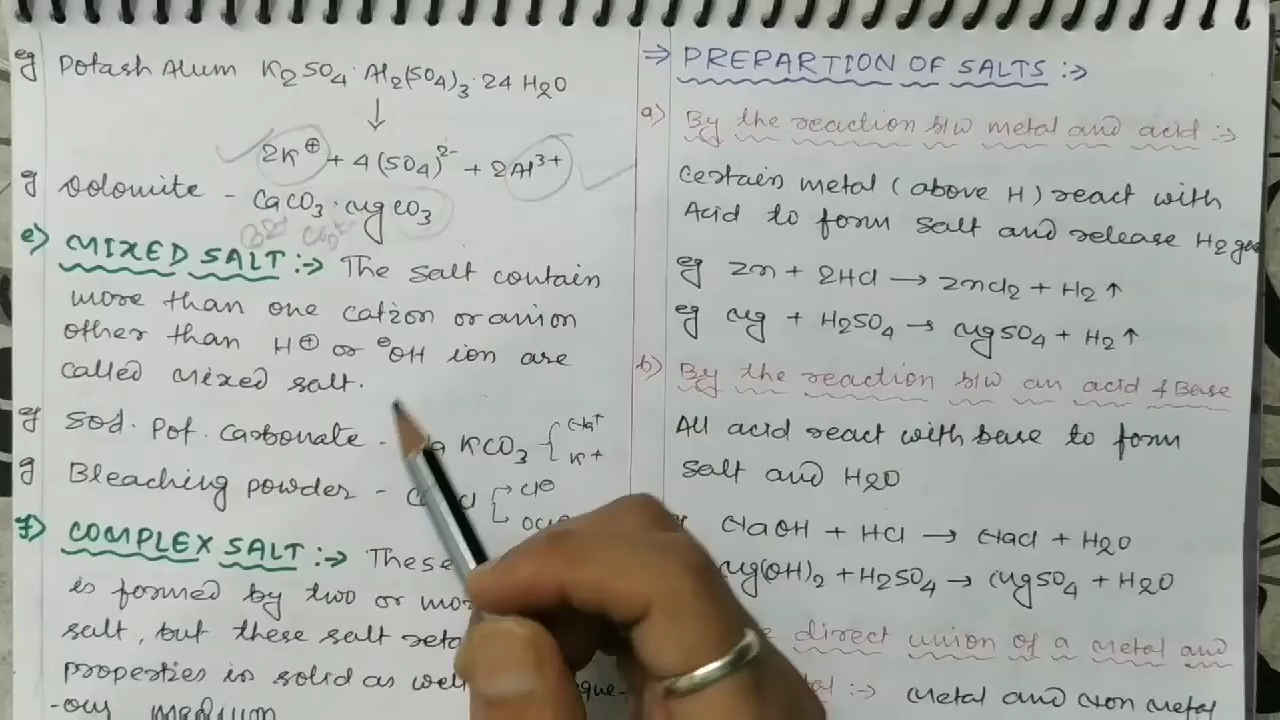 eg Potash Alum K2SO4·Al2(SO4)3·24H2O
↓
2K⊕ + 4(SO4)2- + 2Al3+
g Dolomite - CaCO3·MgCO3
e) MIXED SALT :→ The salt contain
more than one cation or anion
other than H⊕ or ⊖OH ion are
called mixed salt.
eg Sod. Pot. Carbonate - KCO3 { Na+
K+
g Bleaching powder - Cl⊖
f) COMPLEX SALT :→ These
is formed by two or mor
salt, but these salt reta
properties in solid as well que-
-ous medium
⇒ PREPARTION OF SALTS :→
a) By the reaction b/w metal and acid :→
Certain metal (above H) react with
Acid to form salt and release H2 gas
eg Zn + 2HCl → ZnCl2 + H2↑
eg Mg + H2SO4 → MgSO4 + H2↑
b) By the reaction b/w an acid & Base
All acid react with base to form
salt and H2O
NaOH + HCl → NaCl + H2O
Mg(OH)2 + H2SO4 → MgSO4 + H2O
direct union of a metal and
:→ Metal and Non Metal